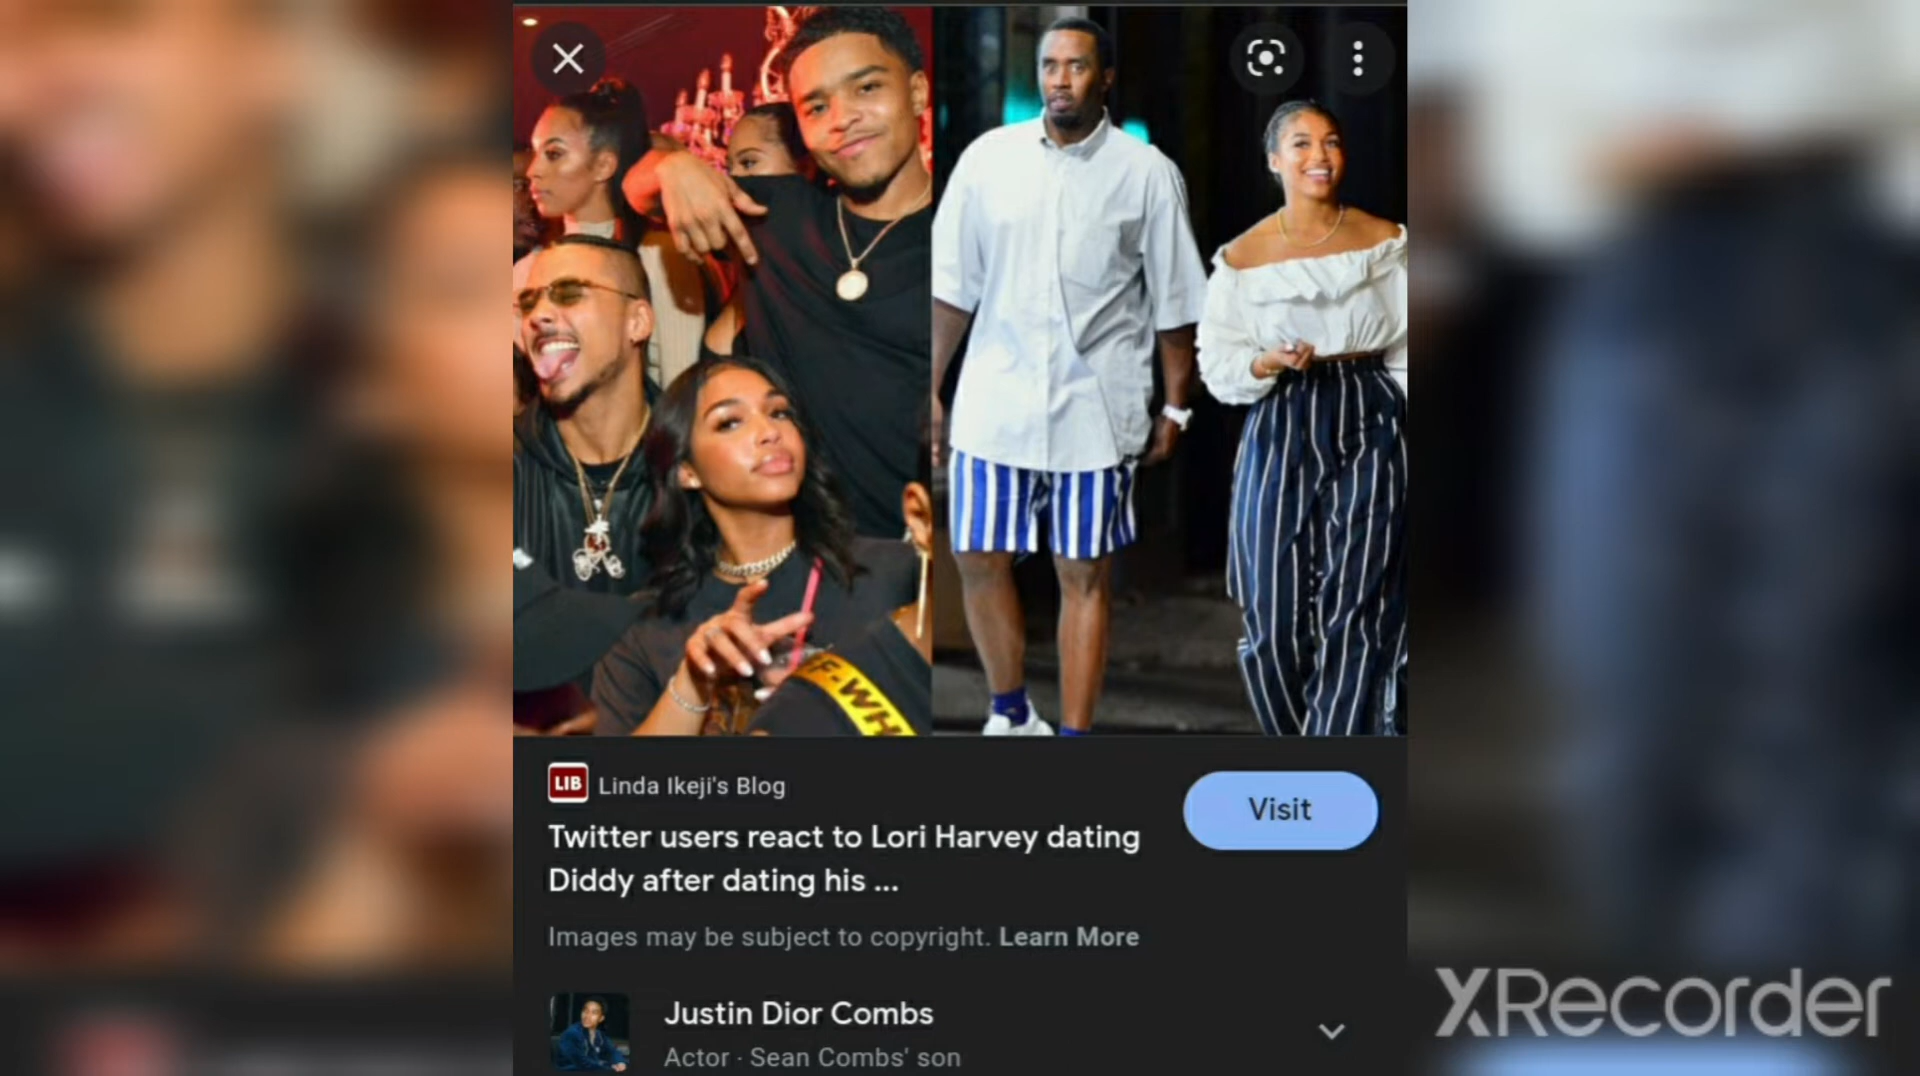 F-WH
LIB Linda Ikeji's Blog
Visit
Twitter users react to Lori Harvey dating
Diddy after dating his ...
Images may be subject to copyright. Learn More
Justin Dior Combs
Actor · Sean Combs' son
XRecorder